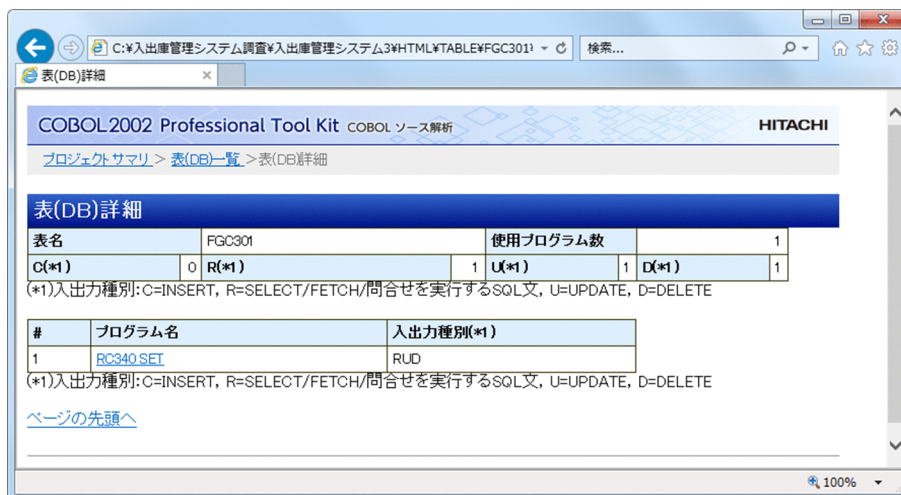 C:¥入出庫管理システム調査¥入出庫管理システム3¥HTML¥TABLE¥FGC301¥
検索...
表(DB)詳細
COBOL2002 Professional Tool Kit COBOL ソース解析
HITACHI
プロジェクトサマリ > 表(DB)一覧 >表(DB)詳細
表(DB)詳細
表名 FGC301 使用プログラム数 1
C(*1) 0 R(*1) 1 U(*1) 1 D(*1) 1
(*1)入出力種別:C=INSERT, R=SELECT/FETCH/問合せを実行するSQL文, U=UPDATE, D=DELETE
# プログラム名 入出力種別(*1)
1 RC340 SET RUD
(*1)入出力種別:C=INSERT, R=SELECT/FETCH/問合せを実行するSQL文, U=UPDATE, D=DELETE
ページの先頭へ
100%